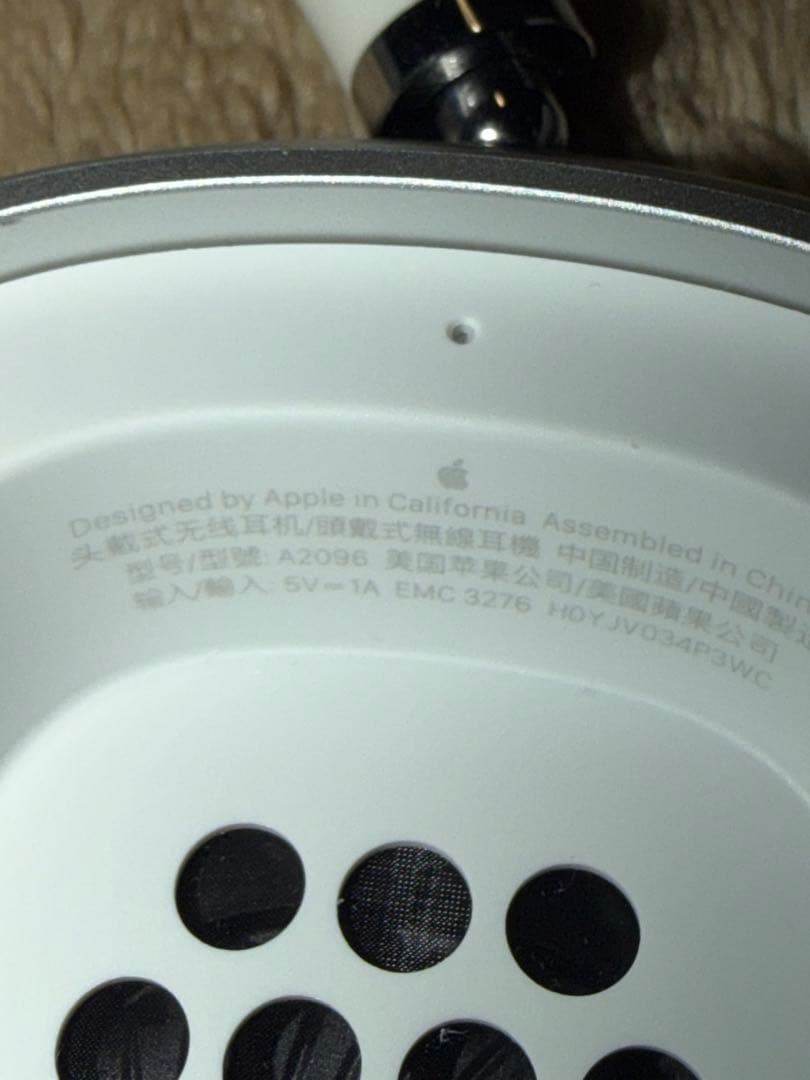 Designed by Apple in California Assembled in Chin
头戴式无线耳机/頭戴式無線耳機 中国制造/中國製造
型号/型號: A2096 美国苹果公司/美國蘋果公司
输入/輸入: 5V⎓1A EMC 3276 H0YJV034P3WC